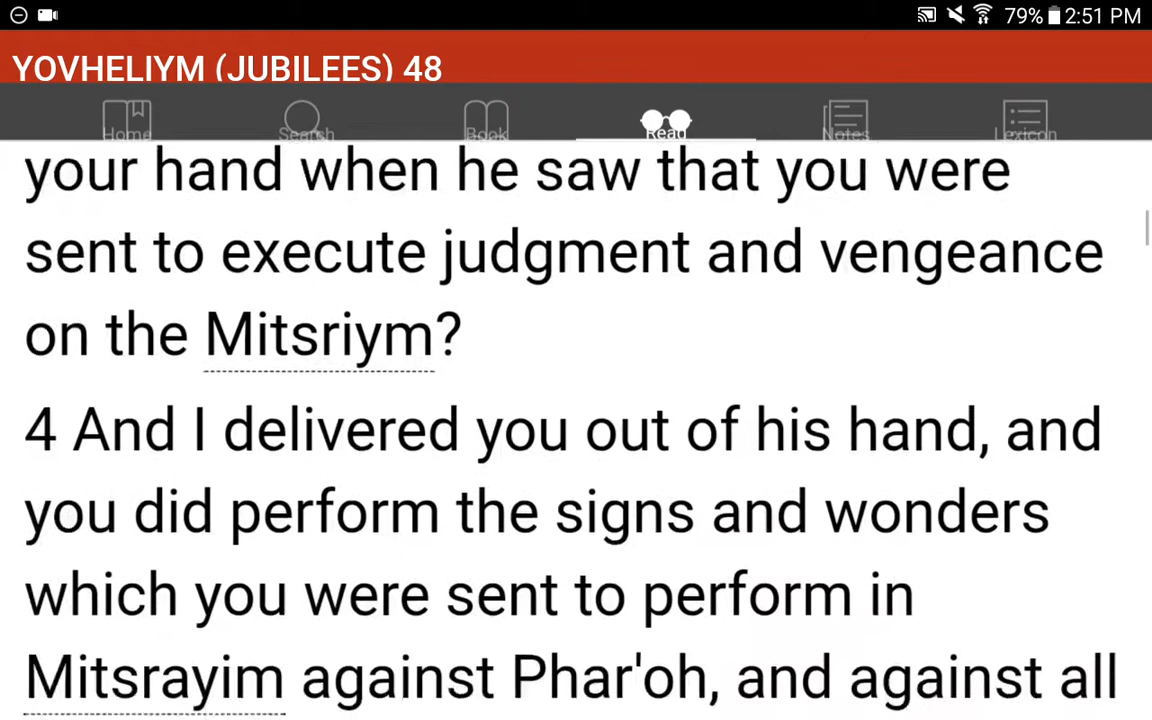 79% 2:51 PM
YOVHELIYM (JUBILEES) 48
Home Search Book Read Notes Lexicon
your hand when he saw that you were
sent to execute judgment and vengeance
on the Mitsriym?
4 And I delivered you out of his hand, and
you did perform the signs and wonders
which you were sent to perform in
Mitsrayim against Phar'oh, and against all